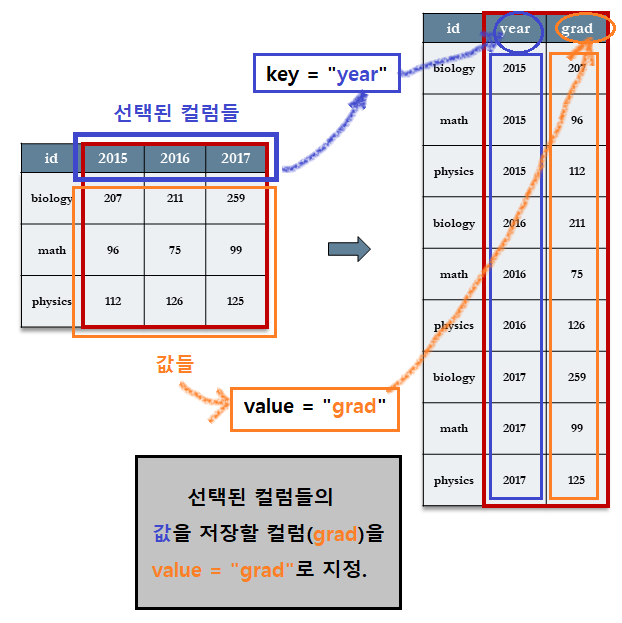 선택된 컬럼들
id 2015 2016 2017
biology 207 211 259
math 96 75 99
physics 112 126 125
값들
key = "year"
value = "grad"
id year grad
biology 2015 207
math 2015 96
physics 2015 112
biology 2016 211
math 2016 75
physics 2016 126
biology 2017 259
math 2017 99
physics 2017 125
선택된 컬럼들의
값을 저장할 컬럼(grad)을
value = "grad"로 지정.